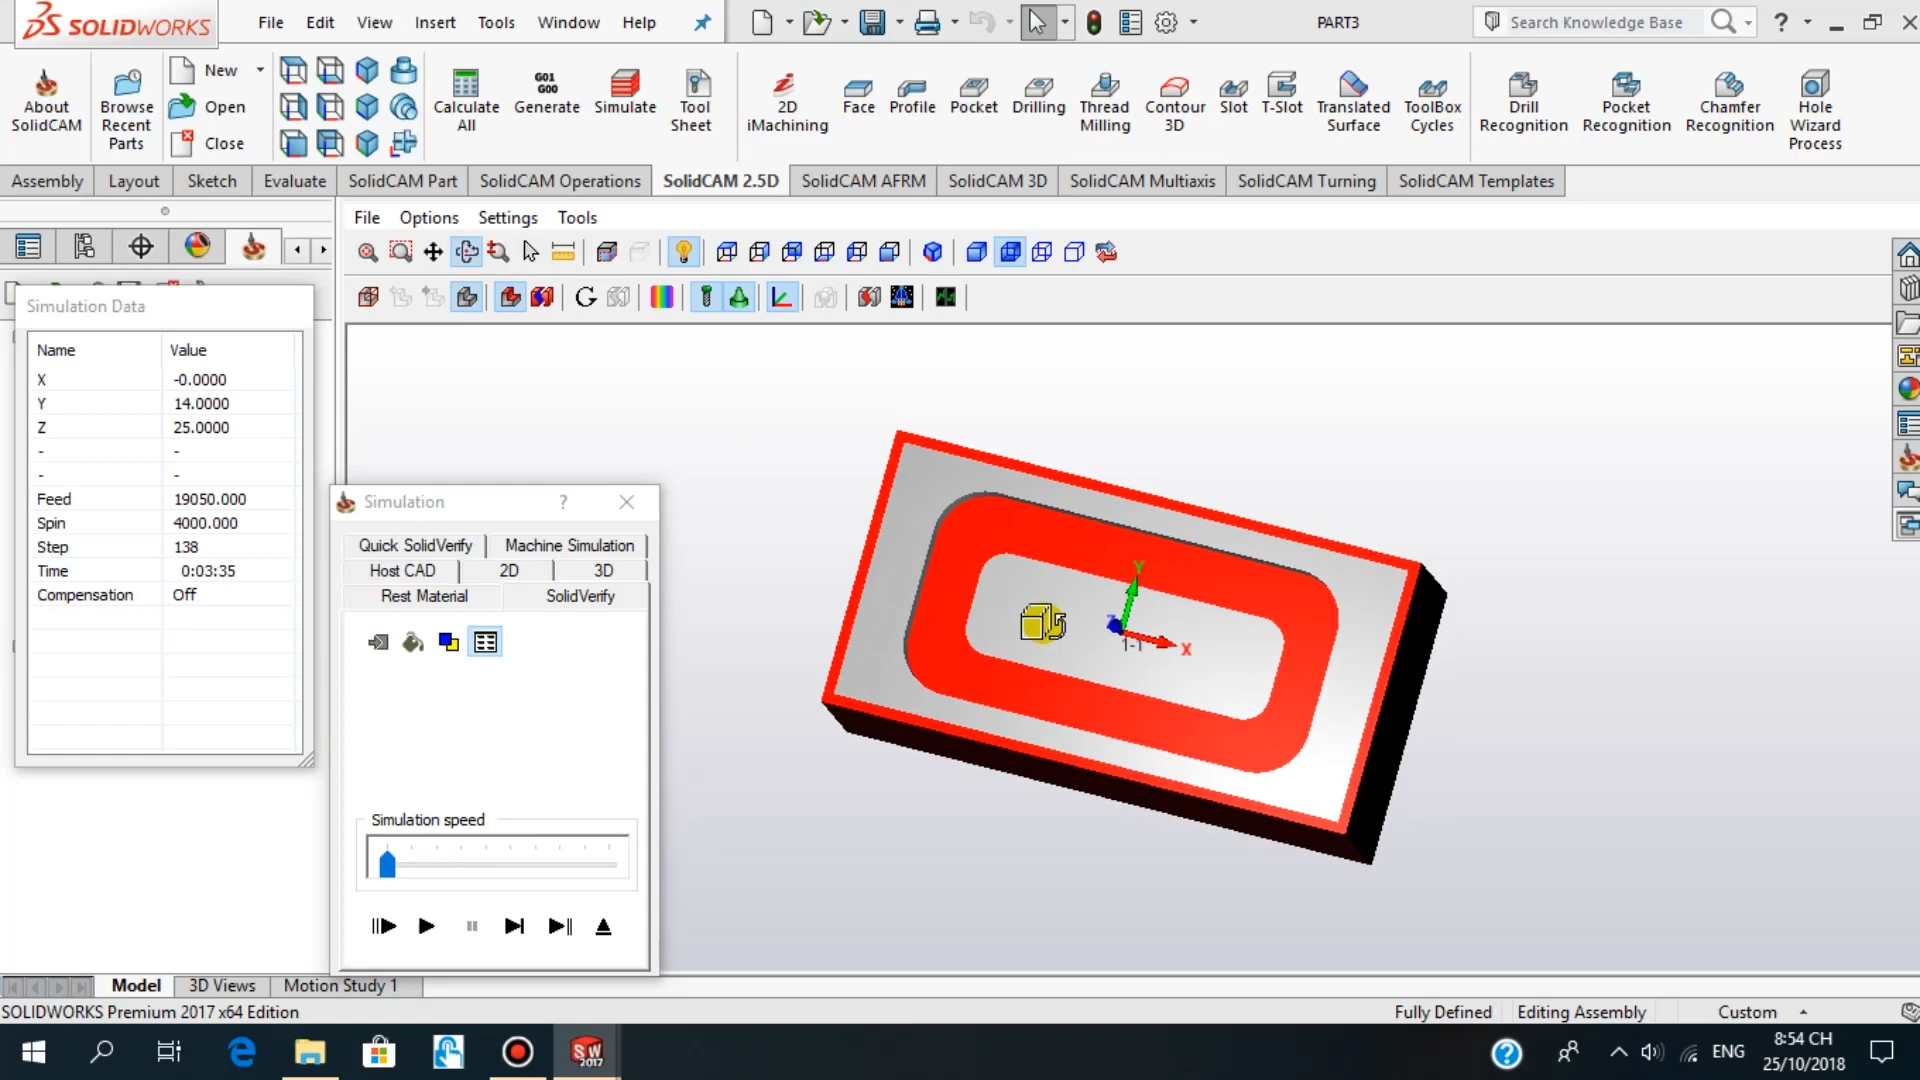 SOLIDWORKS
File Edit View Insert Tools Window Help
PART3
Search Knowledge Base
?
About SolidCAM
Browse Recent Parts
New
Open
Close
Calculate All
G01 G00
Generate
Simulate
Tool Sheet
2D iMachining
Face
Profile
Pocket
Drilling
Thread Milling
Contour 3D
Slot
T-Slot
Translated Surface
ToolBox Cycles
Drill Recognition
Pocket Recognition
Chamfer Recognition
Hole Wizard Process
Assembly Layout Sketch Evaluate SolidCAM Part SolidCAM Operations SolidCAM 2.5D SolidCAM AFRM SolidCAM 3D SolidCAM Multiaxis SolidCAM Turning SolidCAM Templates
File Options Settings Tools
Simulation Data
Name Value
X -0.0000
Y 14.0000
Z 25.0000
- -
- -
Feed 19050.000
Spin 4000.000
Step 138
Time 0:03:35
Compensation Off
Simulation ?
Quick SolidVerify Machine Simulation
Host CAD 2D 3D
Rest Material SolidVerify
Simulation speed
Y
X
1-1
Model 3D Views Motion Study 1
SOLIDWORKS Premium 2017 x64 Edition
Fully Defined Editing Assembly Custom
SW 2017
ENG
8:54 CH
25/10/2018